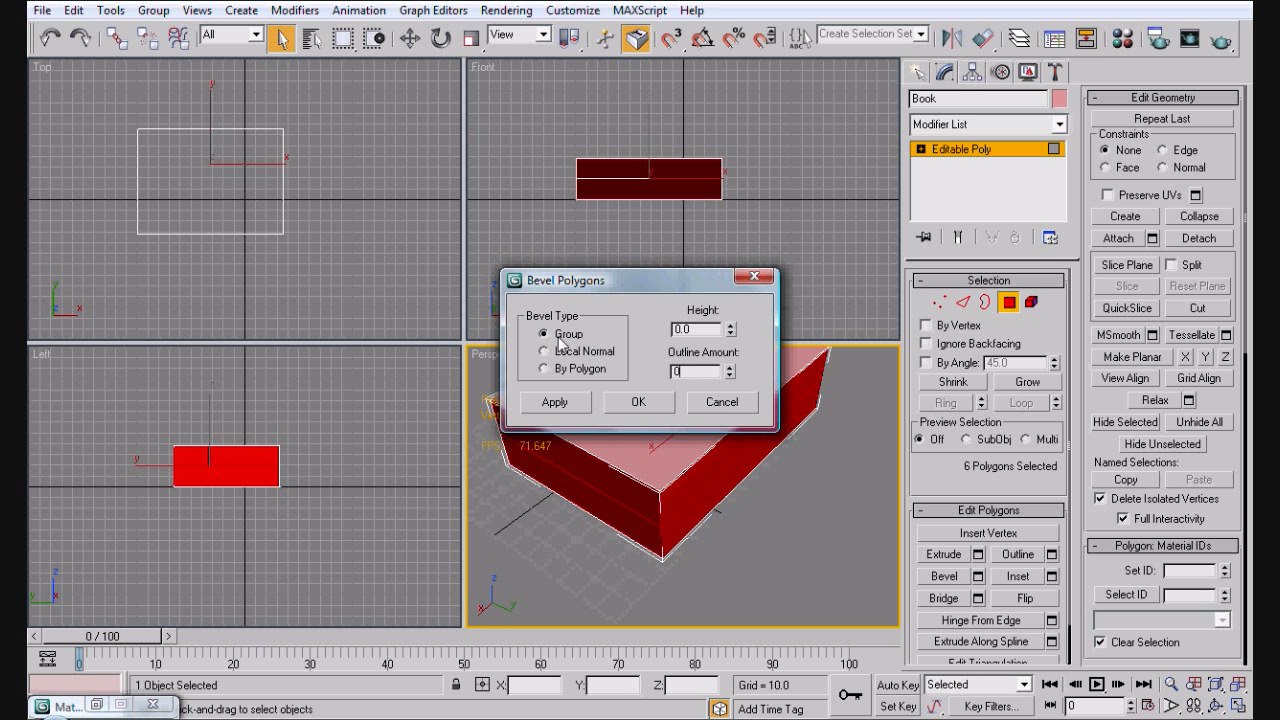 File Edit Tools Group Views Create Modifiers Animation Graph Editors Rendering Customize MAXScript Help
All View Create Selection Set
Top Front
Book
Modifier List
Editable Poly
Edit Geometry
Repeat Last
Constraints
None Edge
Face Normal
Preserve UVs
Create Collapse
Attach Detach
Slice Plane Split
Slice Reset Plane
QuickSlice Cut
MSmooth Tessellate
Make Planar X Y Z
View Align Grid Align
Relax
Hide Selected Unhide All
Hide Unselected
Named Selections:
Copy Paste
Delete Isolated Vertices
Full Interactivity
Polygon: Material IDs
Set ID:
Select ID
Clear Selection
Selection
By Vertex
Ignore Backfacing
By Angle: 45.0
Shrink Grow
Ring Loop
Preview Selection
Off SubObj Multi
6 Polygons Selected
Edit Polygons
Insert Vertex
Extrude Outline
Bevel Inset
Bridge Flip
Hinge From Edge
Extrude Along Spline
Edit Triangulation
Bevel Polygons
Bevel Type
Group
Local Normal
By Polygon
Height:
0.0
Outline Amount:
0
Apply OK Cancel
Left
71.647
0 / 100
0 10 20 30 40 50 60 70 80 90 100
1 Object Selected X: Y: Z: Grid = 10.0 Auto Key Selected
Mat... ck-and-drag to select objects Add Time Tag Set Key Key Filters... 0